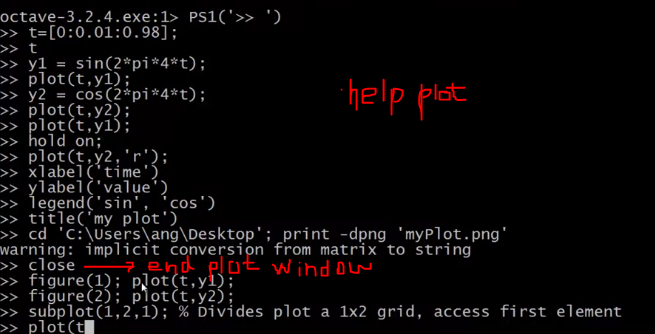 octave-3.2.4.exe:1> PS1('>> ')
>> t=[0:0.01:0.98];
>> t
>> y1 = sin(2*pi*4*t);
>> plot(t,y1);
>> y2 = cos(2*pi*4*t);
>> plot(t,y2);
>> plot(t,y1);
help plot
>> hold on;
>> plot(t,y2,'r');
>> xlabel('time')
>> ylabel('value')
>> legend('sin', 'cos')
>> title('my plot')
>> cd 'C:\Users\ang\Desktop'; print -dpng 'myPlot.png'
warning: implicit conversion from matrix to string
>> close → end plot window
>> figure(1); plot(t,y1);
>> figure(2); plot(t,y2);
>> subplot(1,2,1); % Divides plot a 1x2 grid, access first element
>> plot(t